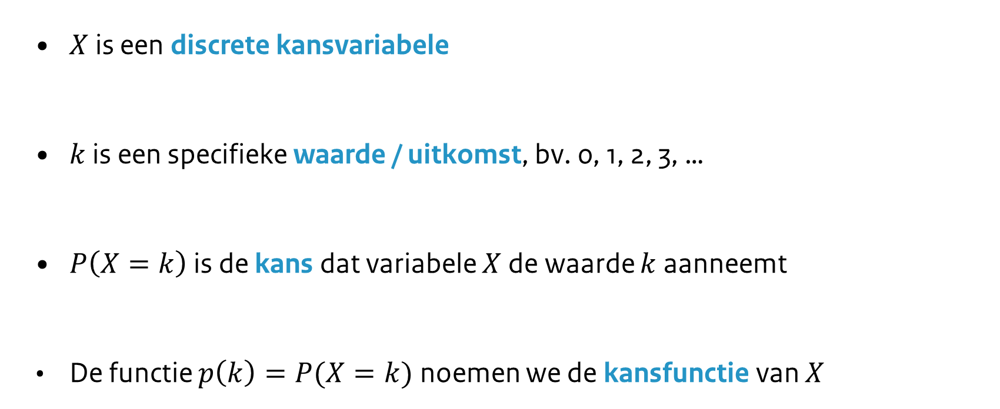 • X is een discrete kansvariabele
• k is een specifieke waarde / uitkomst, bv. 0, 1, 2, 3, ...
• P(X = k) is de kans dat variabele X de waarde k aanneemt
• De functie p(k) = P(X = k) noemen we de kansfunctie van X